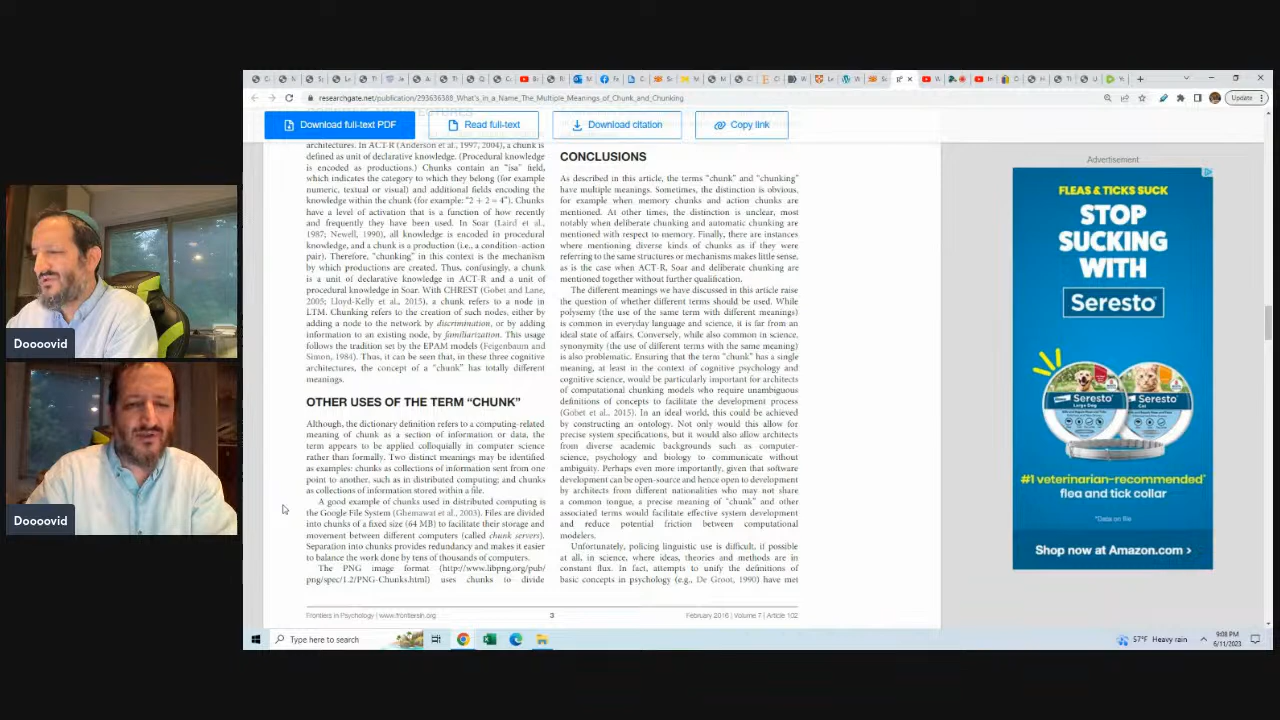 Update
researchgate.net/publication/293636388_What's_in_a_Name_The_Multiple_Meanings_of_Chunk_and_Chunking
Download full-text PDF
Read full-text
Download citation
Copy link
architectures. In ACT-R (Anderson et al., 1997, 2004), a chunk is
defined as unit of declarative knowledge. (Procedural knowledge
is encoded as productions.) Chunks contain an "isa" field,
which indicates the category to which they belong (for example
numeric, textual or visual) and additional fields encoding the
knowledge within the chunk (for example: "2 + 2 = 4"). Chunks
have a level of activation that is a function of how recently
and frequently they have been used. In Soar (Laird et al.,
1987; Newell, 1990), all knowledge is encoded in procedural
knowledge, and a chunk is a production (i.e., a condition-action
pair). Therefore, "chunking" in this context is the mechanism
by which productions are created. Thus, confusingly, a chunk
is a unit of declarative knowledge in ACT-R and a unit of
procedural knowledge in Soar. With CHREST (Gobet and Lane,
2005; Lloyd-Kelly et al., 2015), a chunk refers to a node in
LTM. Chunking refers to the creation of such nodes, either by
adding a node to the network by discrimination, or by adding
information to an existing node, by familiarization. This usage
follows the tradition set by the EPAM models (Feigenbaum and
Simon, 1984). Thus, it can be seen that, in these three cognitive
architectures, the concept of a "chunk" has totally different
meanings.
OTHER USES OF THE TERM "CHUNK"
Although, the dictionary definition refers to a computing-related
meaning of chunk as a section of information or data, the
term appears to be applied colloquially in computer science
rather than formally. Two distinct meanings may be identified
as examples: chunks as collections of information sent from one
point to another, such as in distributed computing; and chunks
as collections of information stored within a file.
A good example of chunks used in distributed computing is
the Google File System (Ghemawat et al., 2003). Files are divided
into chunks of a fixed size (64 MB) to facilitate their storage and
movement between different computers (called chunk servers).
Separation into chunks provides redundancy and makes it easier
to balance the work done by tens of thousands of computers.
The PNG image format (http://www.libpng.org/pub/
png/spec/1.2/PNG-Chunks.html) uses chunks to divide
CONCLUSIONS
As described in this article, the terms "chunk" and "chunking"
have multiple meanings. Sometimes, the distinction is obvious,
for example when memory chunks and action chunks are
mentioned. At other times, the distinction is unclear, most
notably when deliberate chunking and automatic chunking are
mentioned with respect to memory. Finally, there are instances
where mentioning diverse kinds of chunks as if they were
referring to the same structures or mechanisms makes little sense,
as is the case when ACT-R, Soar and deliberate chunking are
mentioned together without further qualification.
The different meanings we have discussed in this article raise
the question of whether different terms should be used. While
polysemy (the use of the same term with different meanings)
is common in everyday language and science, it is far from an
ideal state of affairs. Conversely, while also common in science,
synonymity (the use of different terms with the same meaning)
is also problematic. Ensuring that the term "chunk" has a single
meaning, at least in the context of cognitive psychology and
cognitive science, would be particularly important for architects
of computational chunking models who require unambiguous
definitions of concepts to facilitate the development process
(Gobet et al., 2015). In an ideal world, this could be achieved
by constructing an ontology. Not only would this allow for
precise system specifications, but it would also allow architects
from diverse academic backgrounds such as computer-
science, psychology and biology to communicate without
ambiguity. Perhaps even more importantly, given that software
development can be open-source and hence open to development
by architects from different nationalities who may not share
a common tongue, a precise meaning of "chunk" and other
associated terms would facilitate effective system development
and reduce potential friction between computational
modelers.
Unfortunately, policing linguistic use is difficult, if possible
at all, in science, where ideas, theories and methods are in
constant flux. In fact, attempts to unify the definitions of
basic concepts in psychology (e.g., De Groot, 1990) have met
Frontiers in Psychology | www.frontiersin.org
3
February 2016 | Volume 7 | Article 102
Advertisement
FLEAS & TICKS SUCK
STOP
SUCKING
WITH
Seresto
Seresto
Large Dog
Seresto
Cat
#1 veterinarian-recommended*
flea and tick collar
*Data on file
Shop now at Amazon.com >
Doooovid
Doooovid
Type here to search
57°F Heavy rain
9:08 PM
6/11/2023